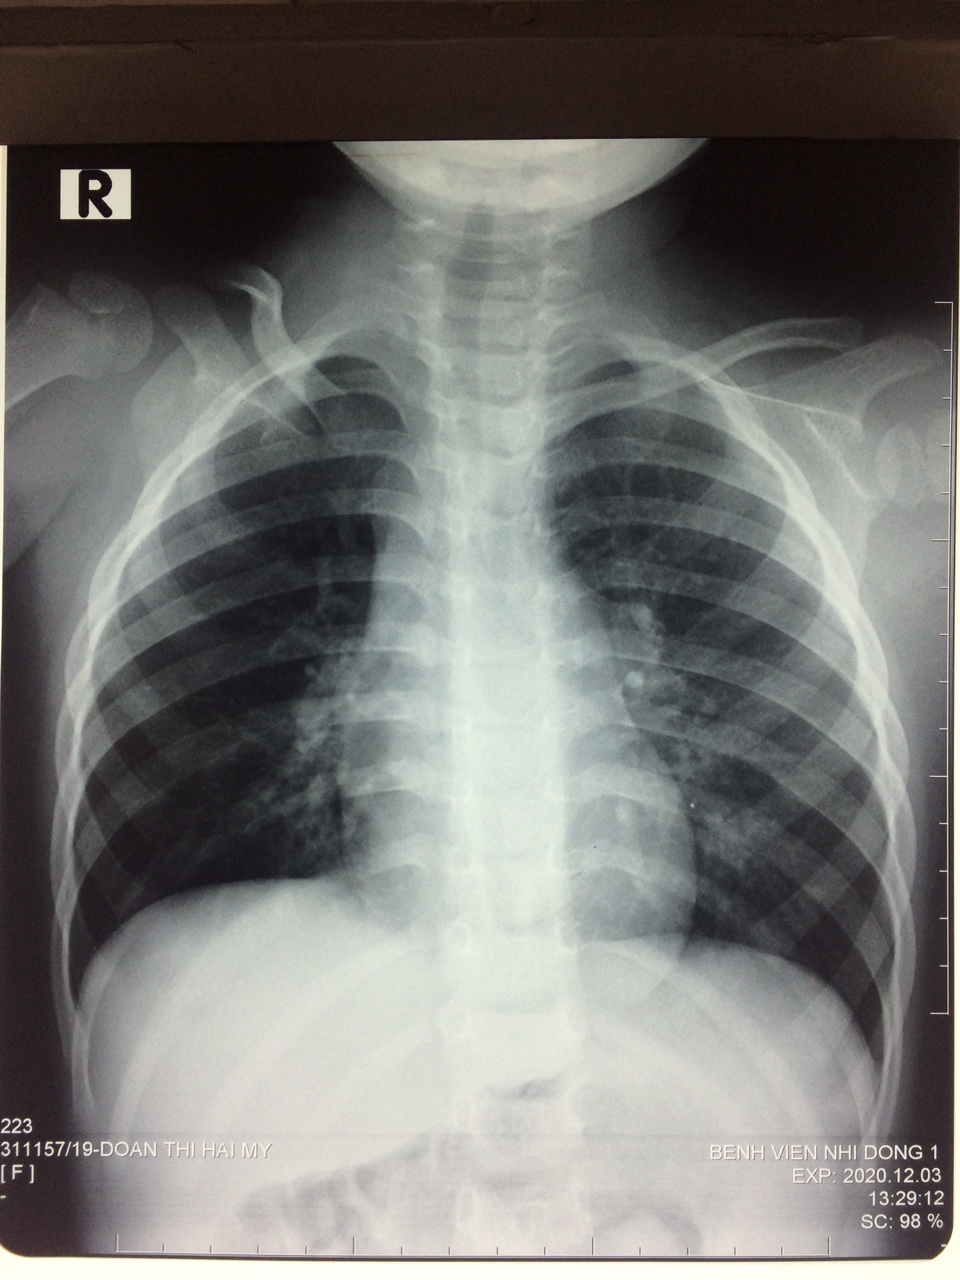 R
223
311157/19-DOAN THI HAI MY
[ F ]
-
BENH VIEN NHI DONG 1
EXP: 2020.12.03
13:29:12
SC: 98 %